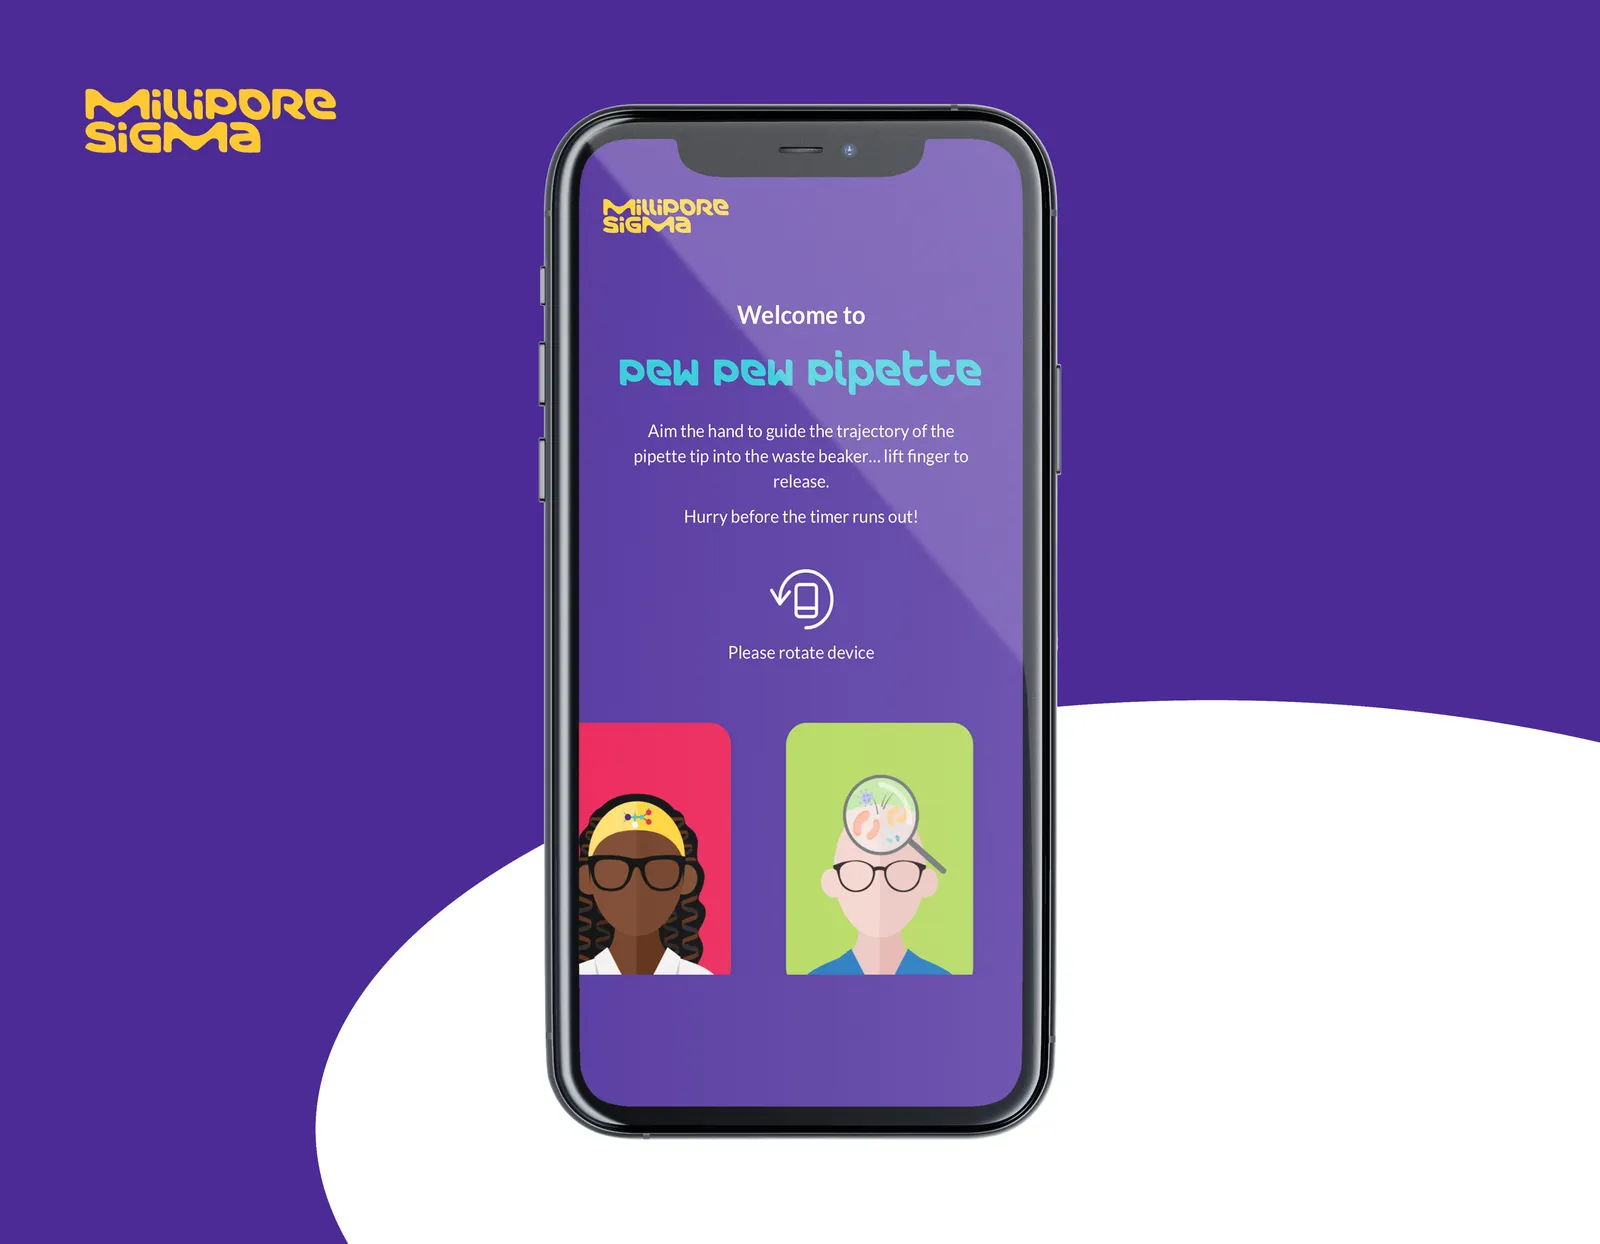 Millipore
Sigma
Millipore
Sigma
Welcome to
pew pew pipette
Aim the hand to guide the trajectory of the
pipette tip into the waste beaker... lift finger to
release.
Hurry before the timer runs out!
Please rotate device